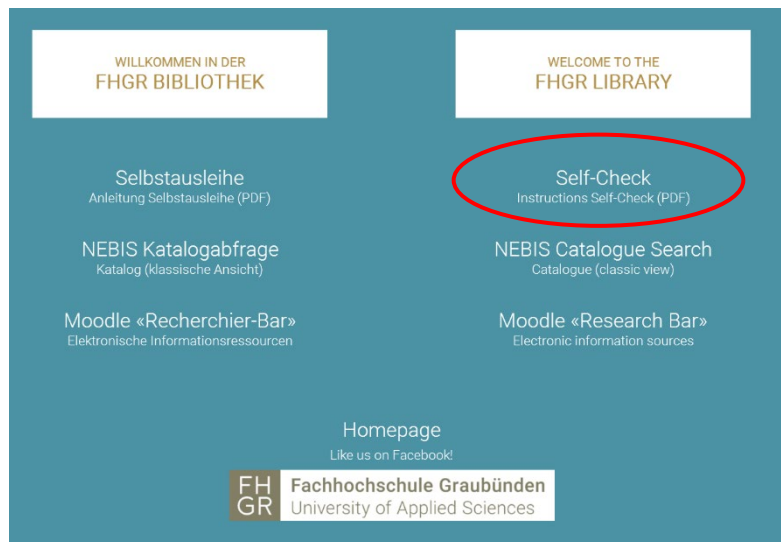 WILLKOMMEN IN DER
FHGR BIBLIOTHEK
Selbstausleihe
Anleitung Selbstausleihe (PDF)
NEBIS Katalogabfrage
Katalog (klassische Ansicht)
Moodle «Recherchier-Bar»
Elektronische Informationsressourcen
WELCOME TO THE
FHGR LIBRARY
Self-Check
Instructions Self-Check (PDF)
NEBIS Catalogue Search
Catalogue (classic view)
Moodle «Research Bar»
Electronic information sources
Homepage
Like us on Facebook!
FH
GR
Fachhochschule Graubünden
University of Applied Sciences